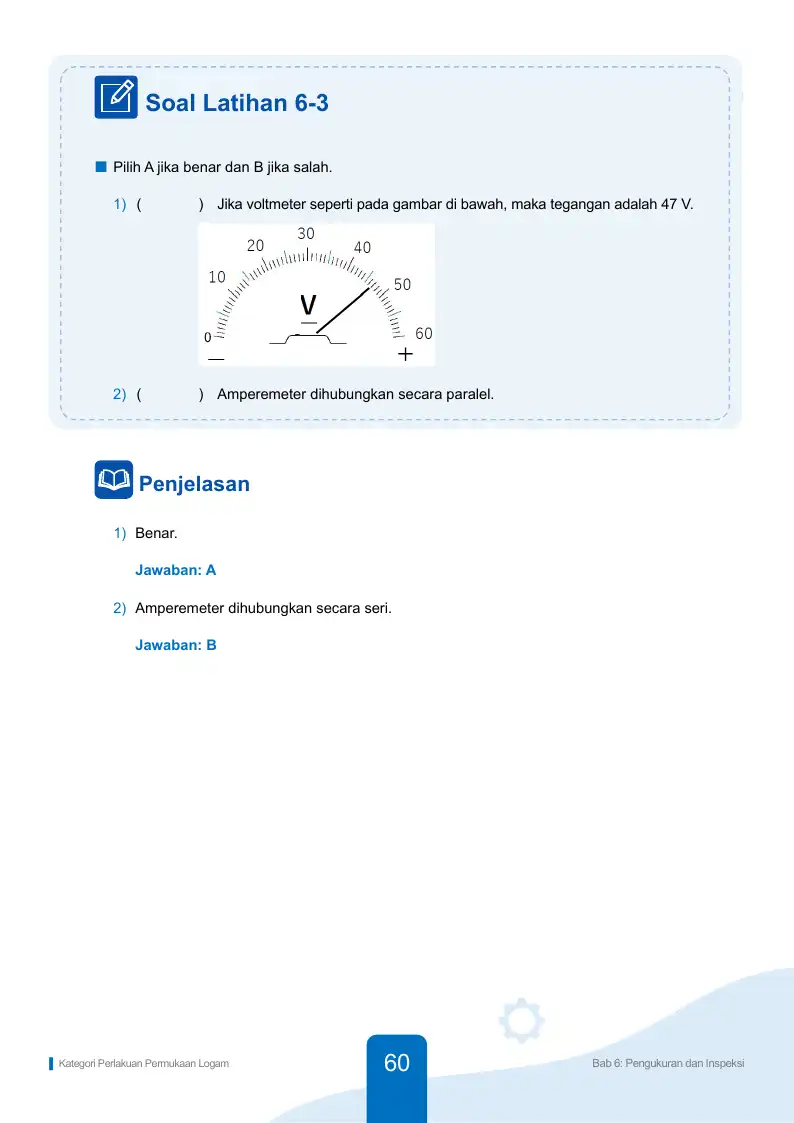 Soal Latihan 6-3
Pilih A jika benar dan B jika salah.
1) ( ) Jika voltmeter seperti pada gambar di bawah, maka tegangan adalah 47 V.
0 10 20 30 40 50 60
V
— +
2) ( ) Amperemeter dihubungkan secara paralel.
Penjelasan
1) Benar.
Jawaban: A
2) Amperemeter dihubungkan secara seri.
Jawaban: B
Kategori Perlakuan Permukaan Logam
60
Bab 6: Pengukuran dan Inspeksi